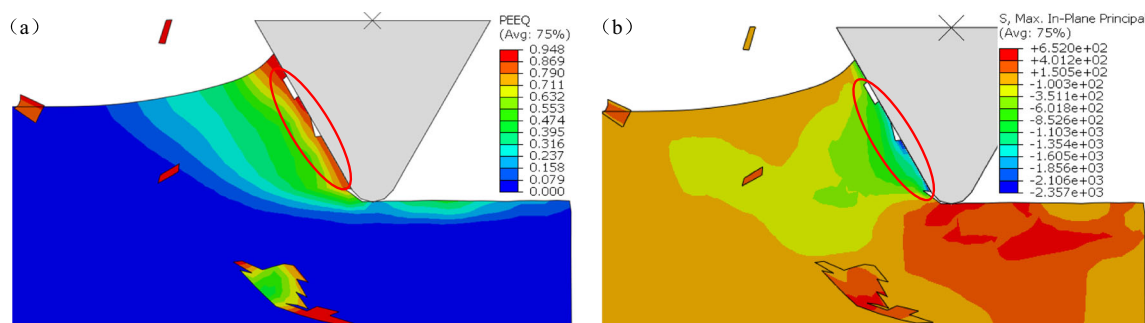 (a)
PEEQ
(Avg: 75%)
0.948
0.869
0.790
0.711
0.632
0.553
0.474
0.395
0.316
0.237
0.158
0.079
0.000
(b)
S, Max. In-Plane Principa
(Avg: 75%)
+6.520e+02
+4.012e+02
+1.505e+02
-1.003e+02
-3.511e+02
-6.018e+02
-8.526e+02
-1.103e+03
-1.354e+03
-1.605e+03
-1.856e+03
-2.106e+03
-2.357e+03